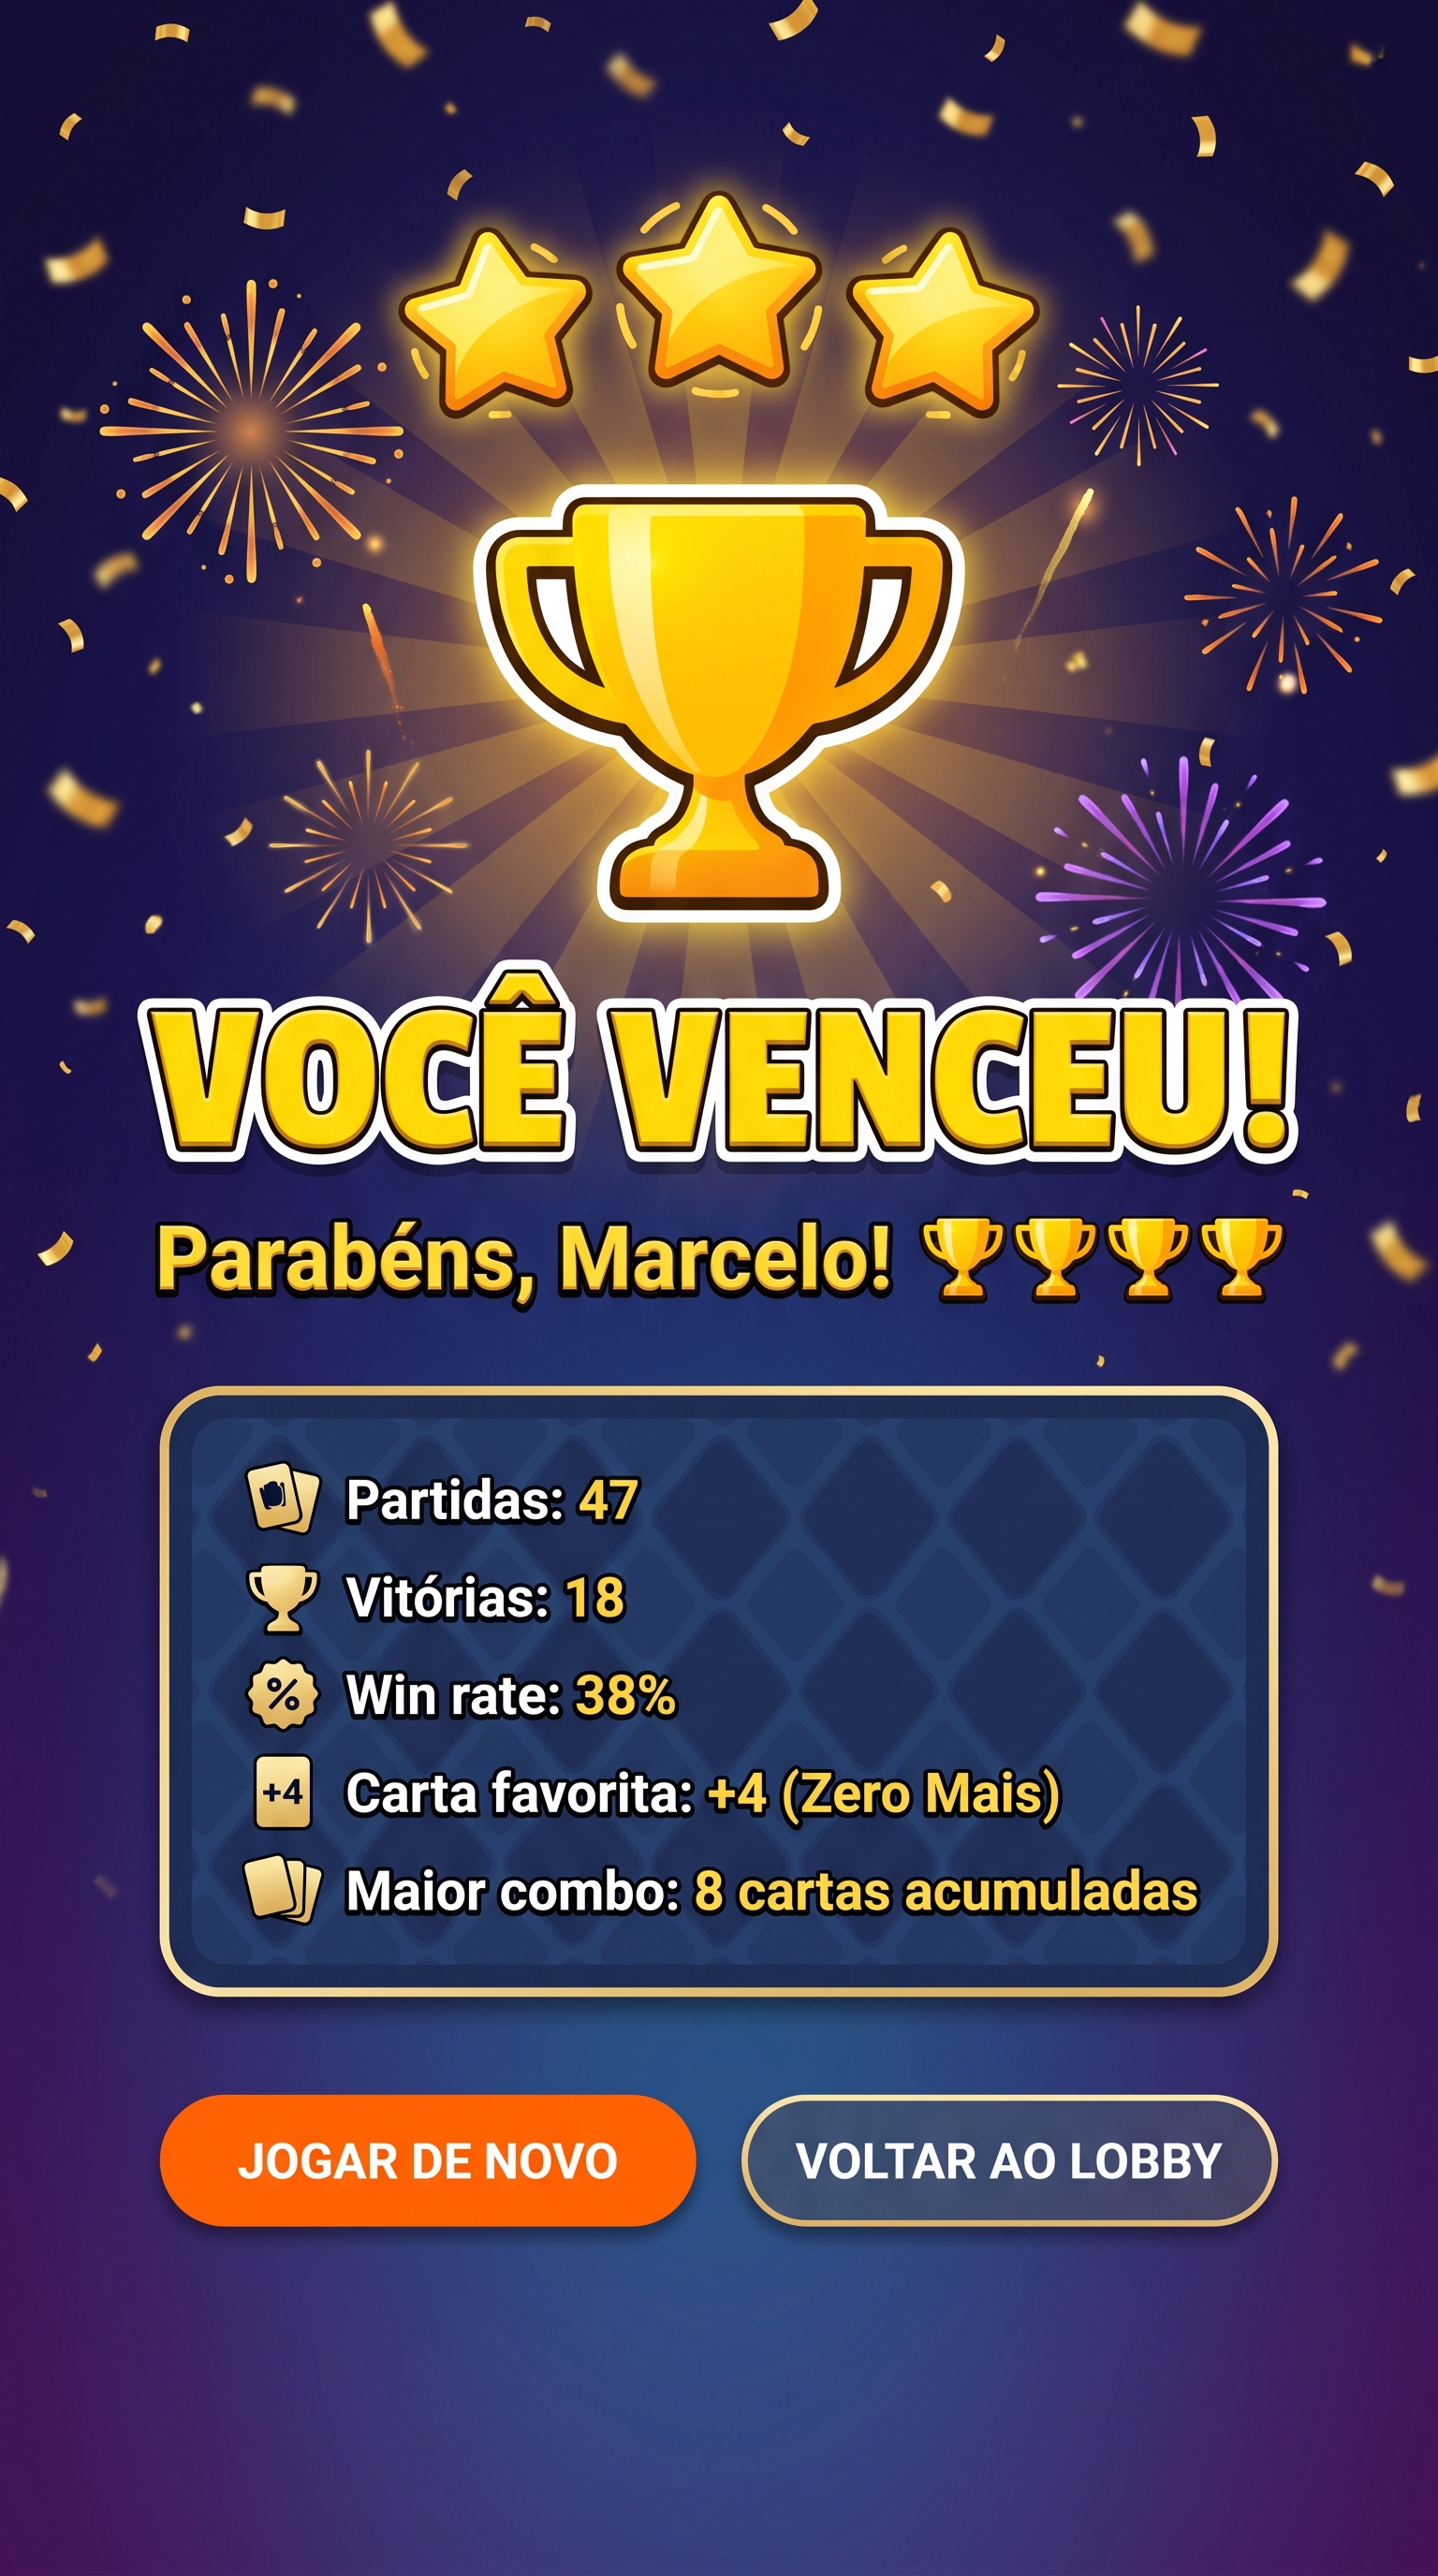 VOCÊ VENCEU!
Parabéns, Marcelo!
Partidas: 47
Vitórias: 18
% Win rate: 38%
+4 Carta favorita: +4 (Zero Mais)
Maior combo: 8 cartas acumuladas
JOGAR DE NOVO VOLTAR AO LOBBY